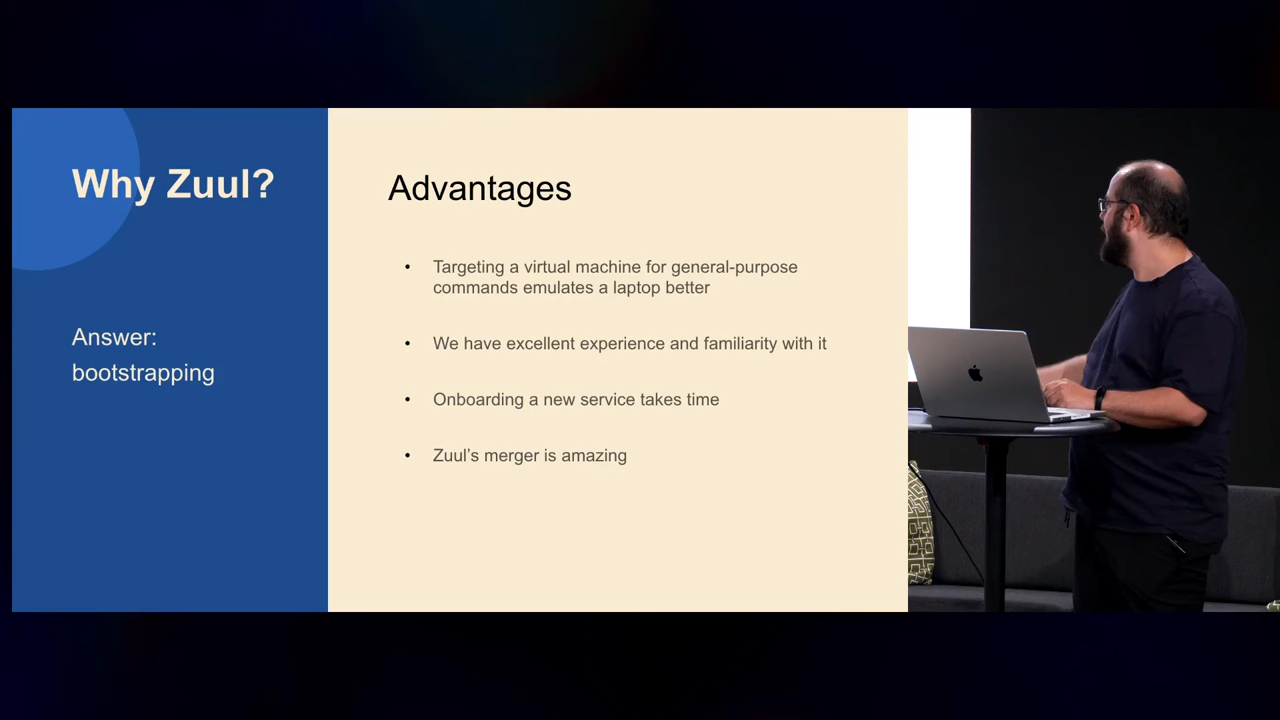 Why Zuul?
Answer:
bootstrapping
Advantages
• Targeting a virtual machine for general-purpose
commands emulates a laptop better
• We have excellent experience and familiarity with it
• Onboarding a new service takes time
• Zuul’s merger is amazing